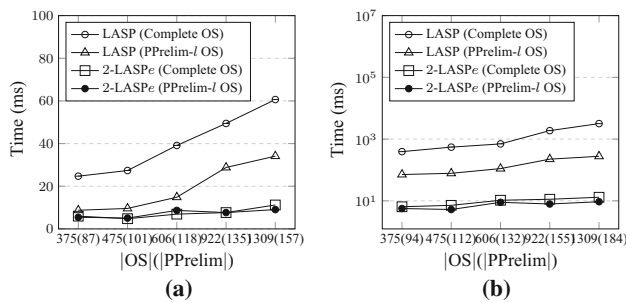 100
80
60
40
20
0
Time (ms)
LASP (Complete OS)
LASP (PPrelim-l OS)
2-LASPe (Complete OS)
2-LASPe (PPrelim-l OS)
375(87) 475(101) 606(118) 922(135) 1309(157)
|OS|(|PPrelim|)
(a)
10^7
10^5
10^3
10^1
Time (ms)
LASP (Complete OS)
LASP (PPrelim-l OS)
2-LASPe (Complete OS)
2-LASPe (PPrelim-l OS)
375(94) 475(112) 606(132) 922(155) 1309(184)
|OS|(|PPrelim|)
(b)